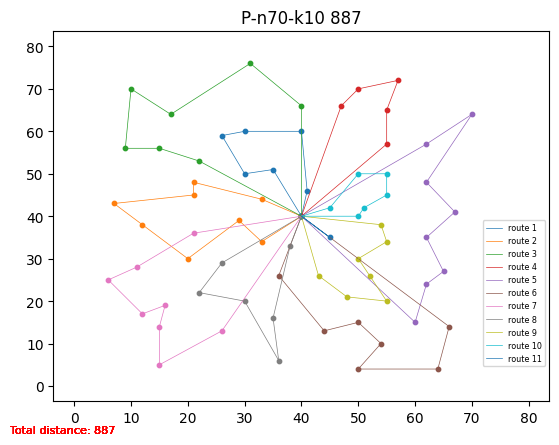 P-n70-k10 887
80
70
60
50
40
30
20
10
0
0 10 20 30 40 50 60 70 80
route 1
route 2
route 3
route 4
route 5
route 6
route 7
route 8
route 9
route 10
route 11
Total distance: 887